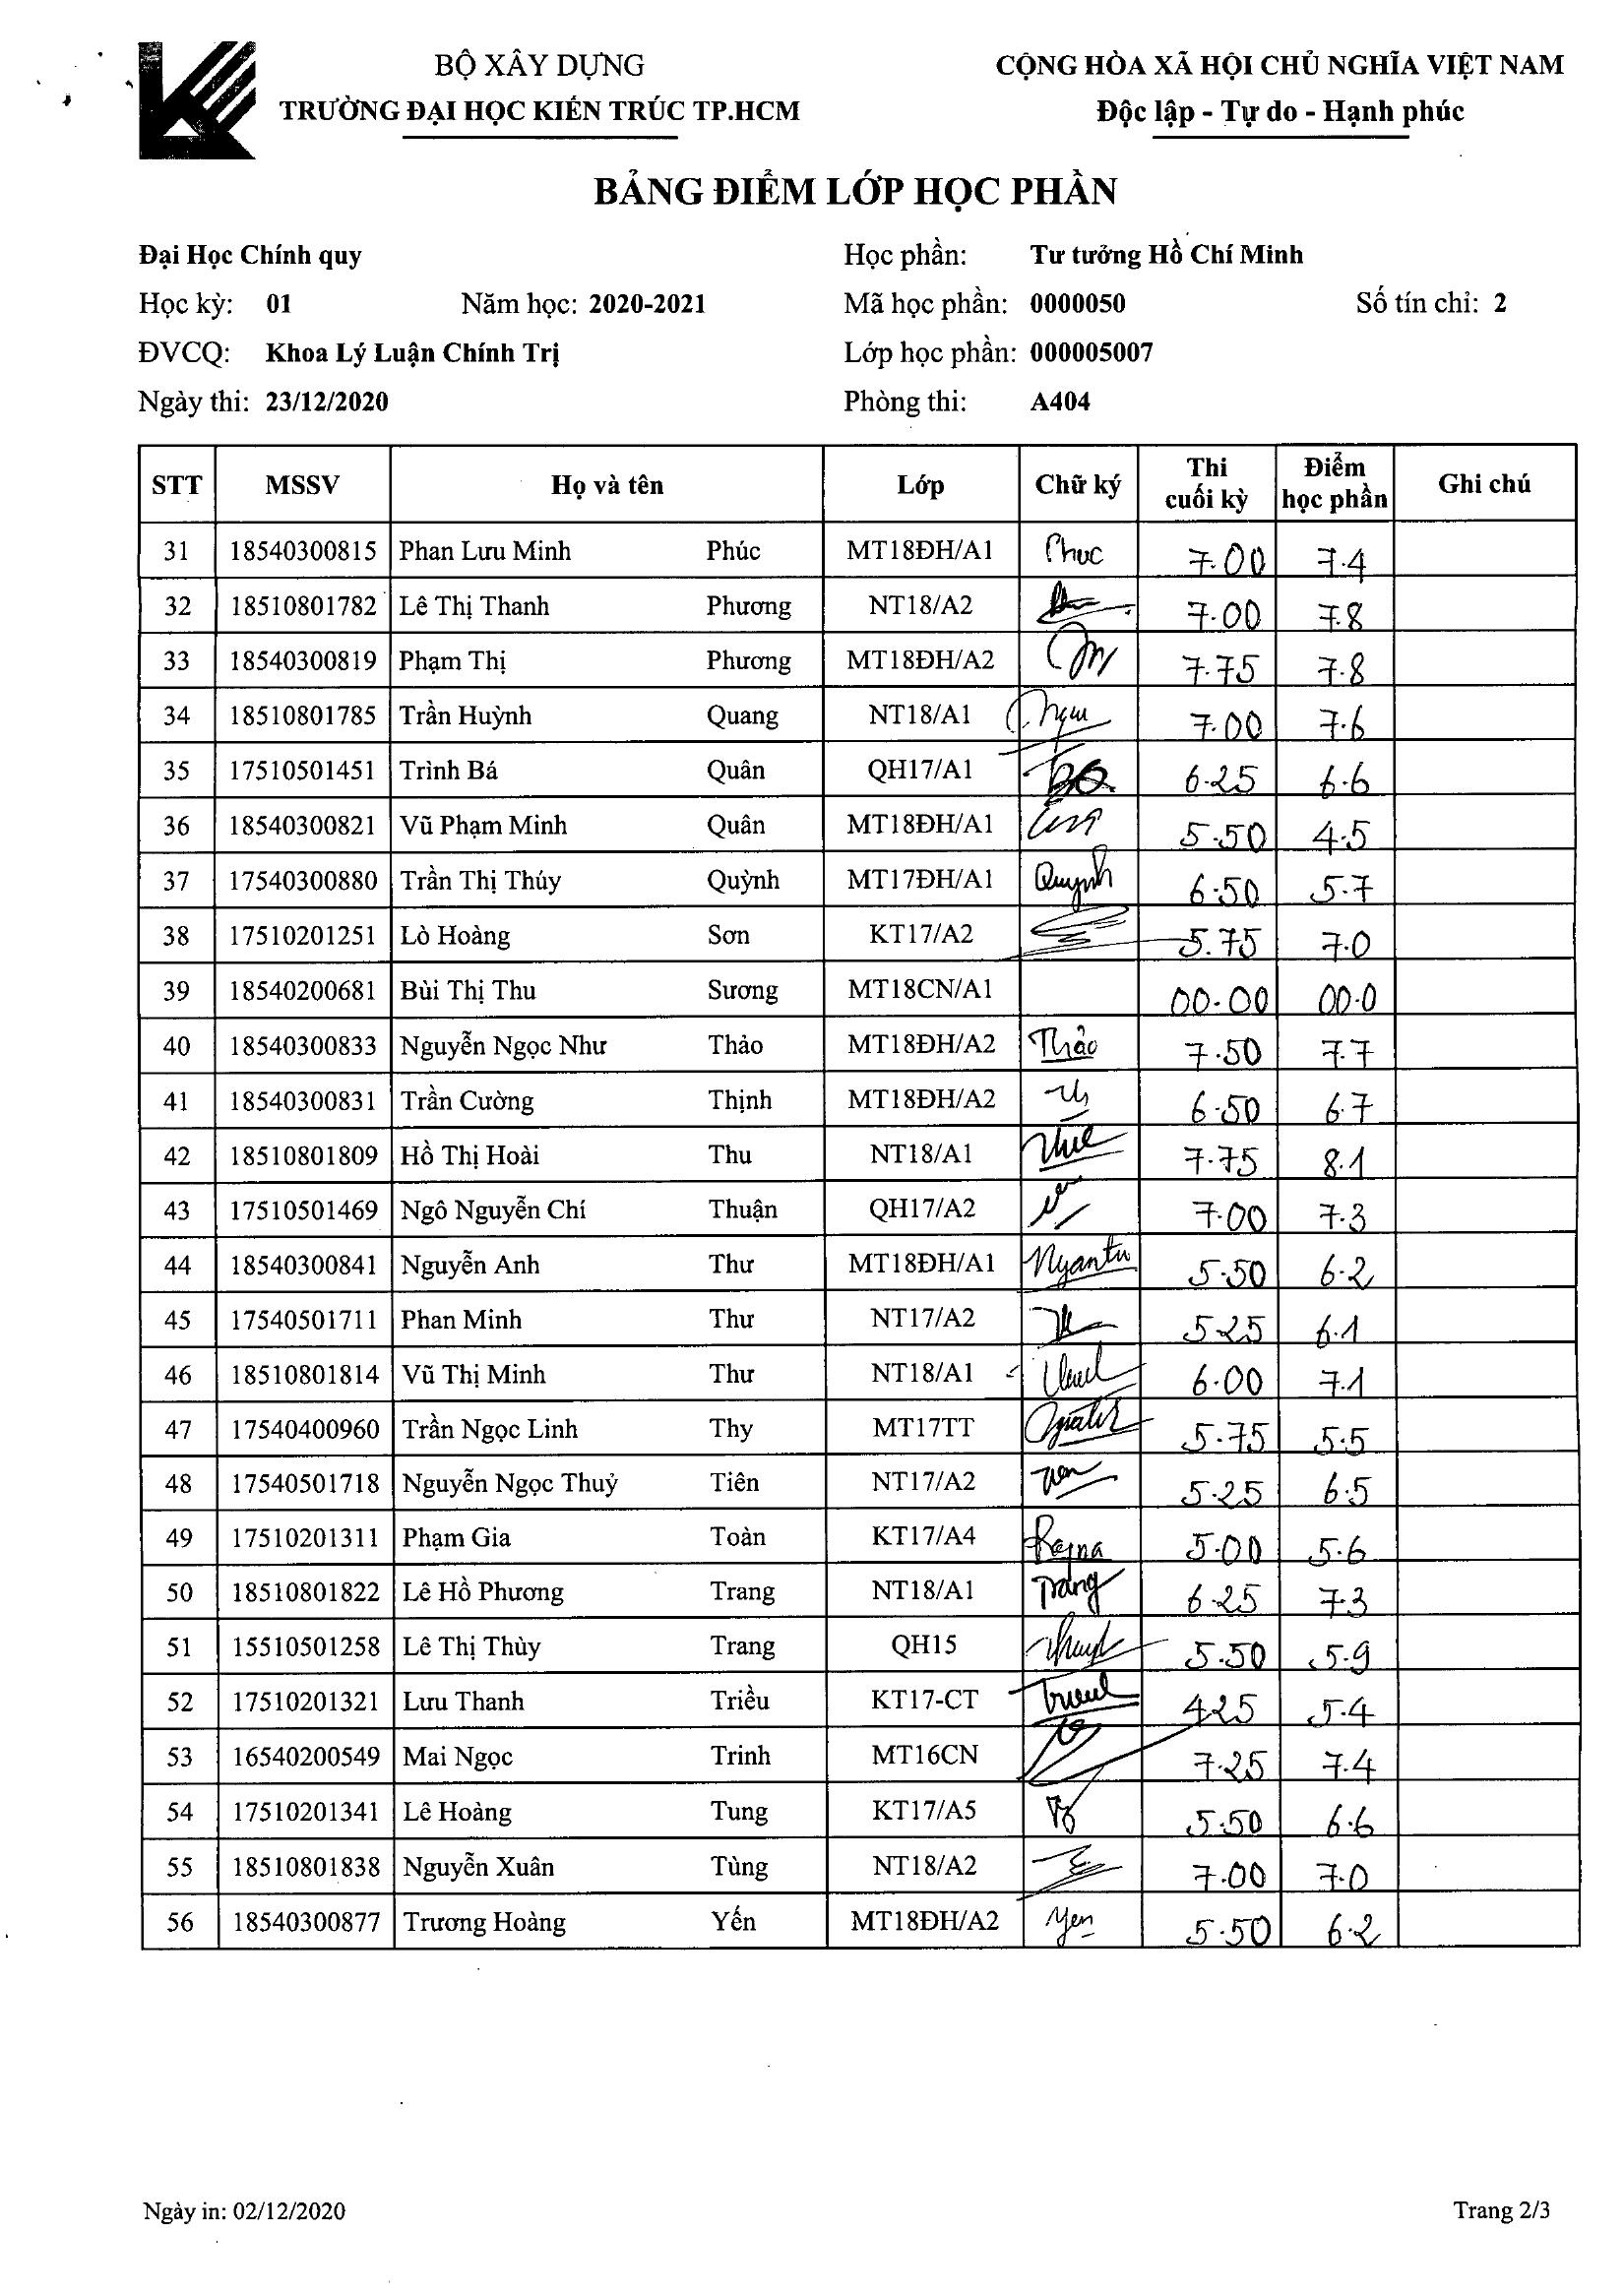 BỘ XÂY DỰNG
TRƯỜNG ĐẠI HỌC KIẾN TRÚC TP.HCM
CỘNG HÒA XÃ HỘI CHỦ NGHĨA VIỆT NAM
Độc lập - Tự do - Hạnh phúc
BẢNG ĐIỂM LỚP HỌC PHẦN
Đại Học Chính quy Học phần: Tư tưởng Hồ Chí Minh
Học kỳ: 01 Năm học: 2020-2021 Mã học phần: 0000050 Số tín chỉ: 2
ĐVCQ: Khoa Lý Luận Chính Trị Lớp học phần: 000005007
Ngày thi: 23/12/2020 Phòng thi: A404
STT MSSV Họ và tên Lớp Chữ ký Thi cuối kỳ Điểm học phần Ghi chú
31 18540300815 Phan Lưu Minh Phúc MT18ĐH/A1 Phuc 7.00 7.4
32 18510801782 Lê Thị Thanh Phương NT18/A2 7.00 7.8
33 18540300819 Phạm Thị Phương MT18ĐH/A2 7.75 7.8
34 18510801785 Trần Huỳnh Quang NT18/A1 7.00 7.6
35 17510501451 Trình Bá Quân QH17/A1 6.25 6.6
36 18540300821 Vũ Phạm Minh Quân MT18ĐH/A1 5.50 4.5
37 17540300880 Trần Thị Thúy Quỳnh MT17ĐH/A1 Quynh 6.50 5.7
38 17510201251 Lò Hoàng Sơn KT17/A2 5.75 7.0
39 18540200681 Bùi Thị Thu Sương MT18CN/A1 00.00 00.0
40 18540300833 Nguyễn Ngọc Như Thảo MT18ĐH/A2 Thảo 7.50 7.7
41 18540300831 Trần Cường Thịnh MT18ĐH/A2 6.50 6.7
42 18510801809 Hồ Thị Hoài Thu NT18/A1 7.75 8.1
43 17510501469 Ngô Nguyễn Chí Thuận QH17/A2 7.00 7.3
44 18540300841 Nguyễn Anh Thư MT18ĐH/A1 5.50 6.2
45 17540501711 Phan Minh Thư NT17/A2 5.25 6.1
46 18510801814 Vũ Thị Minh Thư NT18/A1 6.00 7.1
47 17540400960 Trần Ngọc Linh Thy MT17TT 5.75 5.5
48 17540501718 Nguyễn Ngọc Thuỷ Tiên NT17/A2 5.25 6.5
49 17510201311 Phạm Gia Toàn KT17/A4 5.00 5.6
50 18510801822 Lê Hồ Phương Trang NT18/A1 Trang 6.25 7.3
51 15510501258 Lê Thị Thùy Trang QH15 5.50 5.9
52 17510201321 Lưu Thanh Triều KT17-CT 4.25 5.4
53 16540200549 Mai Ngọc Trinh MT16CN 7.25 7.4
54 17510201341 Lê Hoàng Tung KT17/A5 5.50 6.6
55 18510801838 Nguyễn Xuân Tùng NT18/A2 7.00 7.0
56 18540300877 Trương Hoàng Yến MT18ĐH/A2 Yen 5.50 6.2
Ngày in: 02/12/2020 Trang 2/3